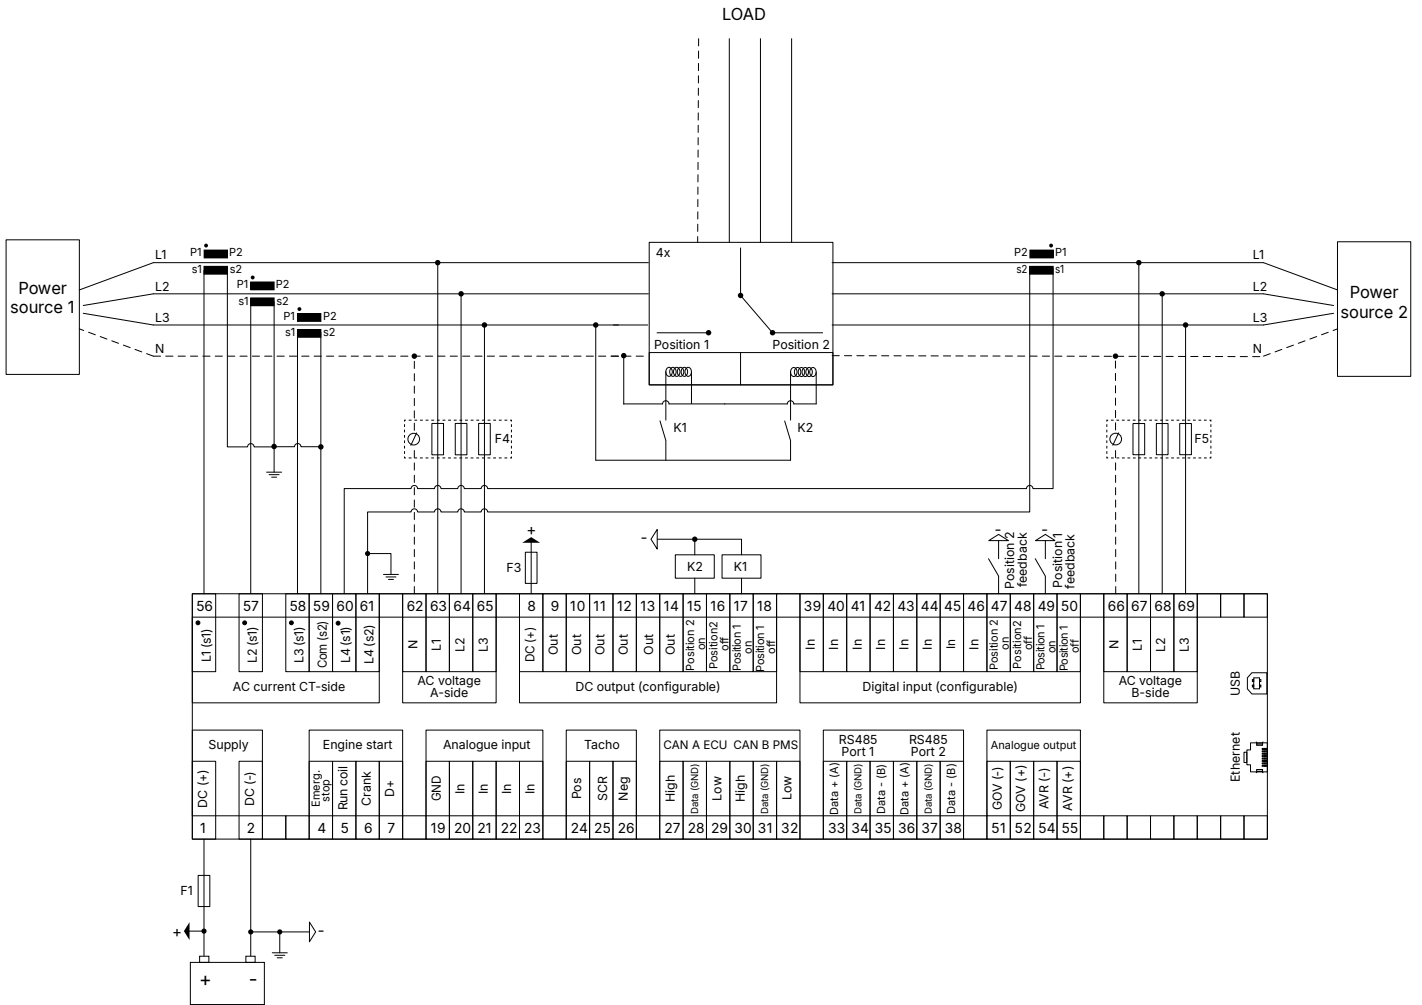 LOAD
4x
P1 P2
P2 P1
L1
L1
s1 s2
s2 s1
P1 P2
Power
source 1
L2
L2
Power
source 2
s1 s2
P1 P2
L3
L3
s1 s2
Position 1
Position 2
N
N
K1
K2
F4
F5
+
-
-
-
F3
K2
K1
Position 2
feedback
Position 1
feedback
56 57 58 59 60 61 62 63 64 65 8 9 10 11 12 13 14 15 16 17 18 39 40 41 42 43 44 45 46 47 48 49 50 66 67 68 69
L1 (s1)
L2 (s1)
L3 (s1)
Com (s2)
L4 (s1)
L4 (s2)
N
L1
L2
L3
DC (+)
Out
Out
Out
Out
Out
Out
Position 2
on
Position2
off
Position 1
on
Position 1
off
In
In
In
In
In
In
In
In
Position 2
on
Position2
off
Position 1
on
Position 1
off
N
L1
L2
L3
AC current CT-side
AC voltage
A-side
DC output (configurable)
Digital input (configurable)
AC voltage
B-side
USB
Ethernet
Supply
Engine start
Analogue input
Tacho
CAN A ECU CAN B PMS
RS485
Port 1
RS485
Port 2
Analogue output
DC (+)
DC (-)
Emerg.
stop
Run coil
Crank
D+
GND
In
In
In
In
Pos
SCR
Neg
High
Data (GND)
Low
High
Data (GND)
Low
Data + (A)
Data (GND)
Data - (B)
Data + (A)
Data (GND)
Data - (B)
GOV (-)
GOV (+)
AVR (-)
AVR (+)
1 2 4 5 6 7 19 20 21 22 23 24 25 26 27 28 29 30 31 32 33 34 35 36 37 38 51 52 54 55
F1
+
-
+ -